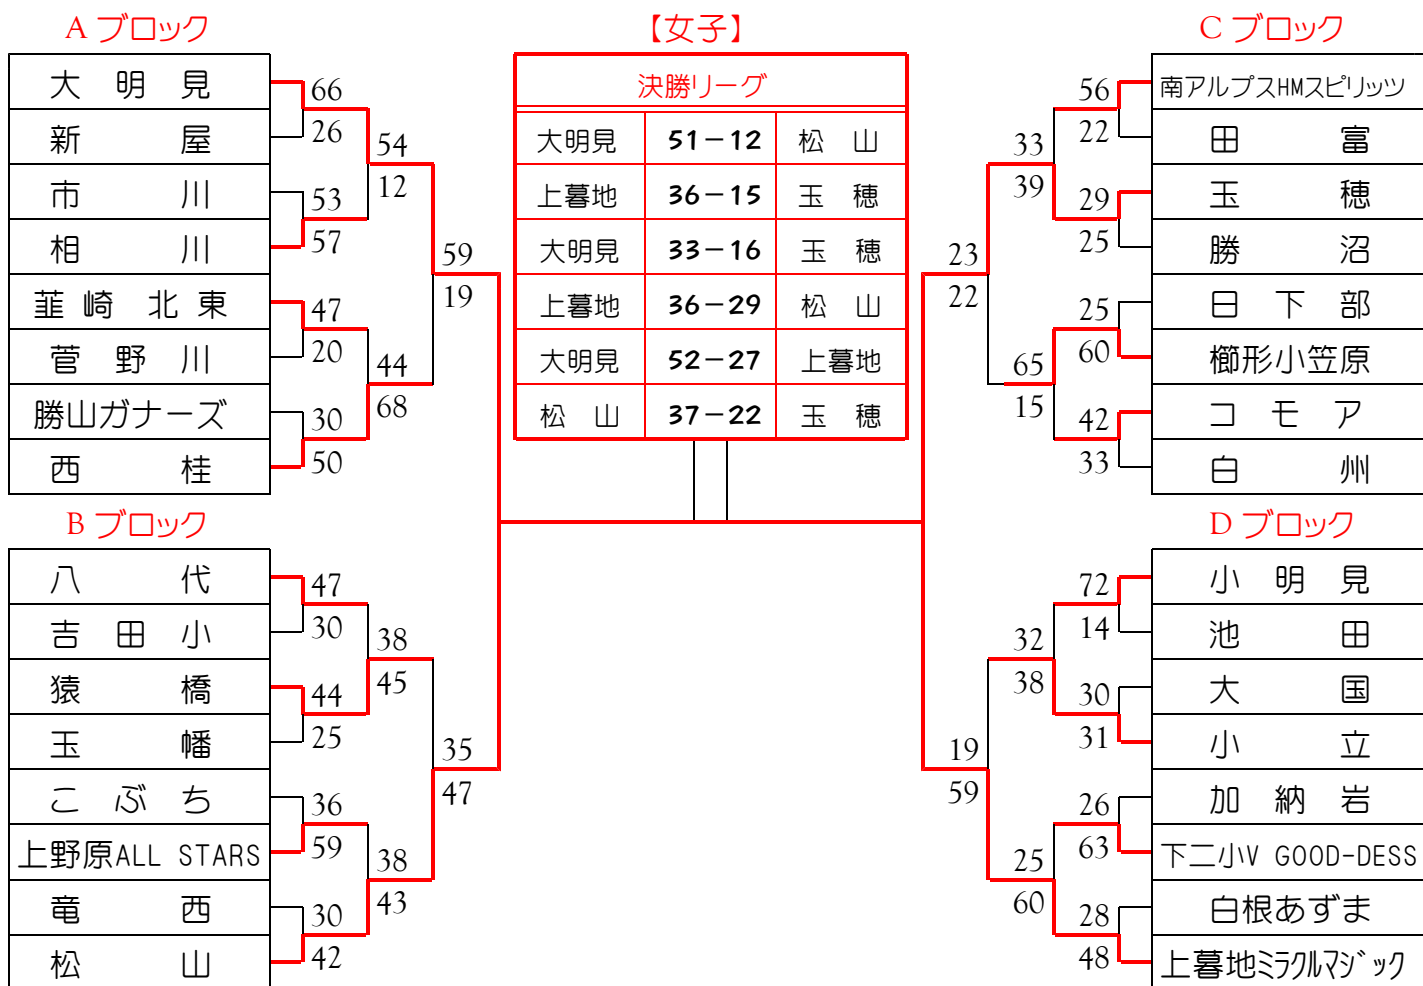 【女子】
A ブロック
大明見 66
新屋 26
54
12
市川 53
相川 57
59
19
韮崎北東 47
菅野川 20
44
68
勝山ガナーズ 30
西桂 50
B ブロック
八代 47
吉田小 30
38
45
猿橋 44
玉幡 25
35
47
こぶち 36
上野原ALL STARS 59
38
43
竜西 30
松山 42
決勝リーグ
大明見 51－12 松山
上暮地 36－15 玉穂
大明見 33－16 玉穂
上暮地 36－29 松山
大明見 52－27 上暮地
松山 37－22 玉穂
C ブロック
56 南アルプスHMスピリッツ
22 田富
33
39
29 玉穂
25 勝沼
23
22
25 日下部
60 櫛形小笠原
65
15
42 コモア
33 白州
D ブロック
72 小明見
14 池田
32
38
30 大国
31 小立
19
59
26 加納岩
63 下二小V GOOD-DESS
25
60
28 白根あずま
48 上暮地ミラクルマジック